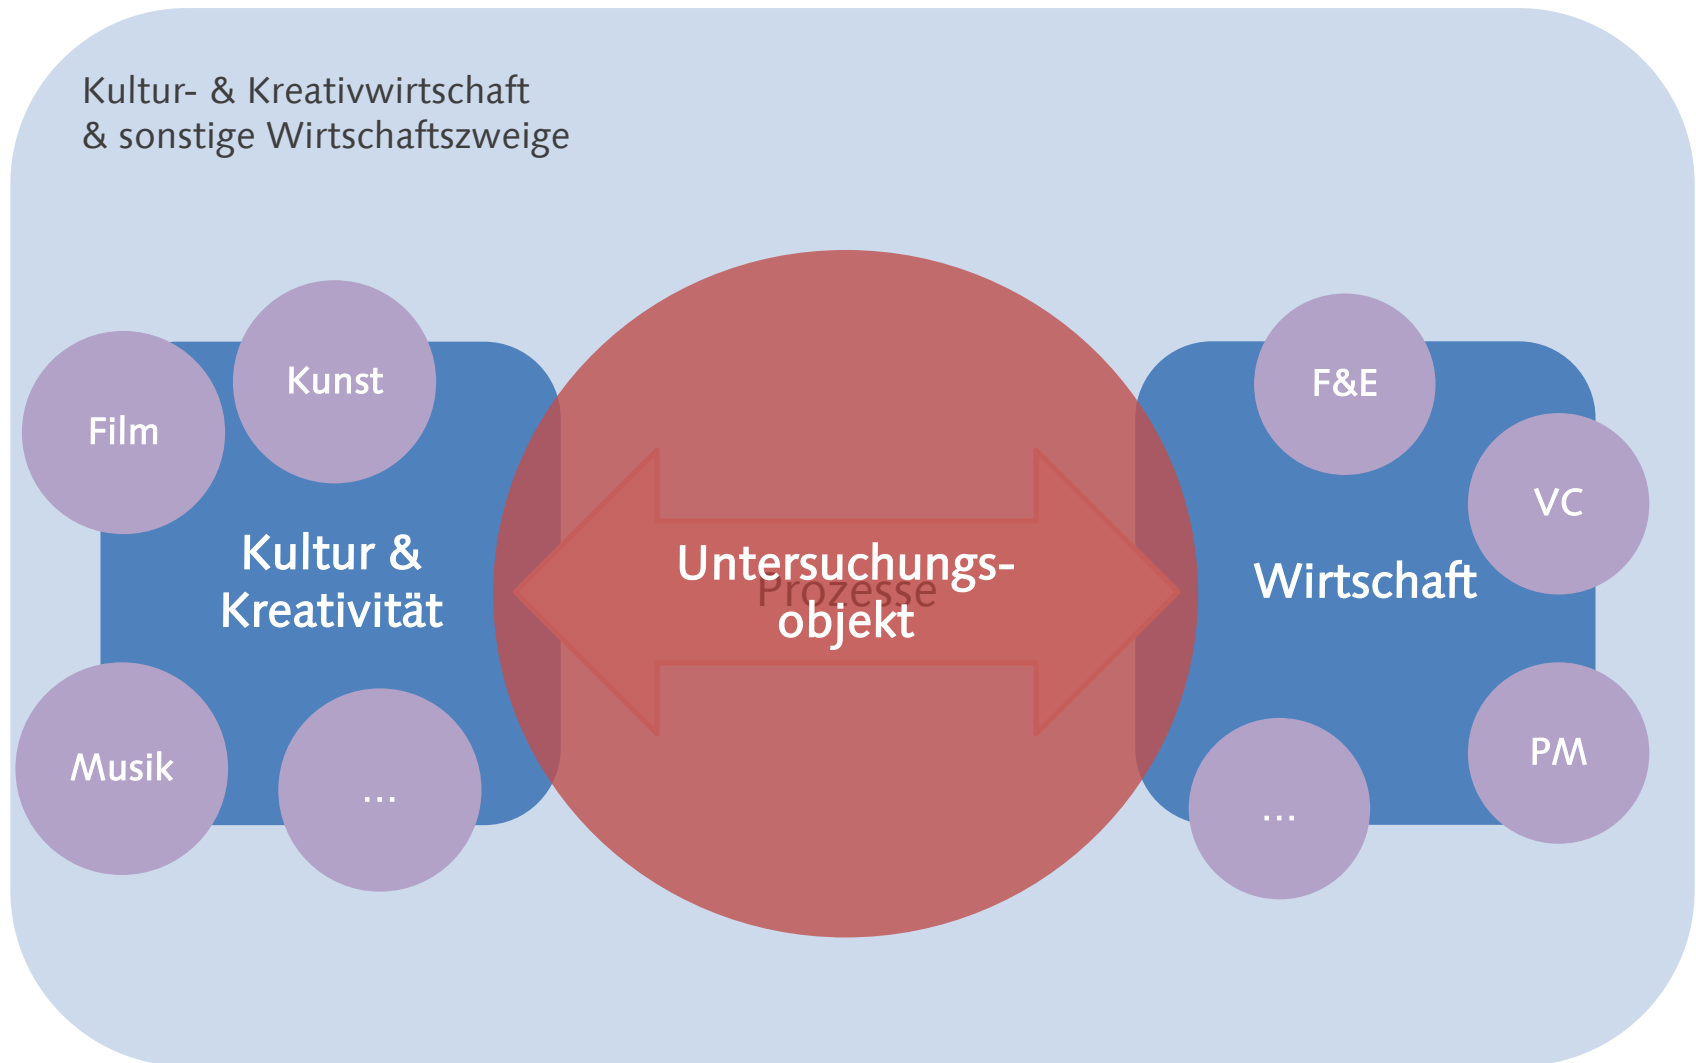 Kultur- & Kreativwirtschaft
& sonstige Wirtschaftszweige
Film
Kunst
Kultur &
Kreativität
Musik
...
Untersuchungs-
Prozesse
objekt
F&E
VC
Wirtschaft
PM
...